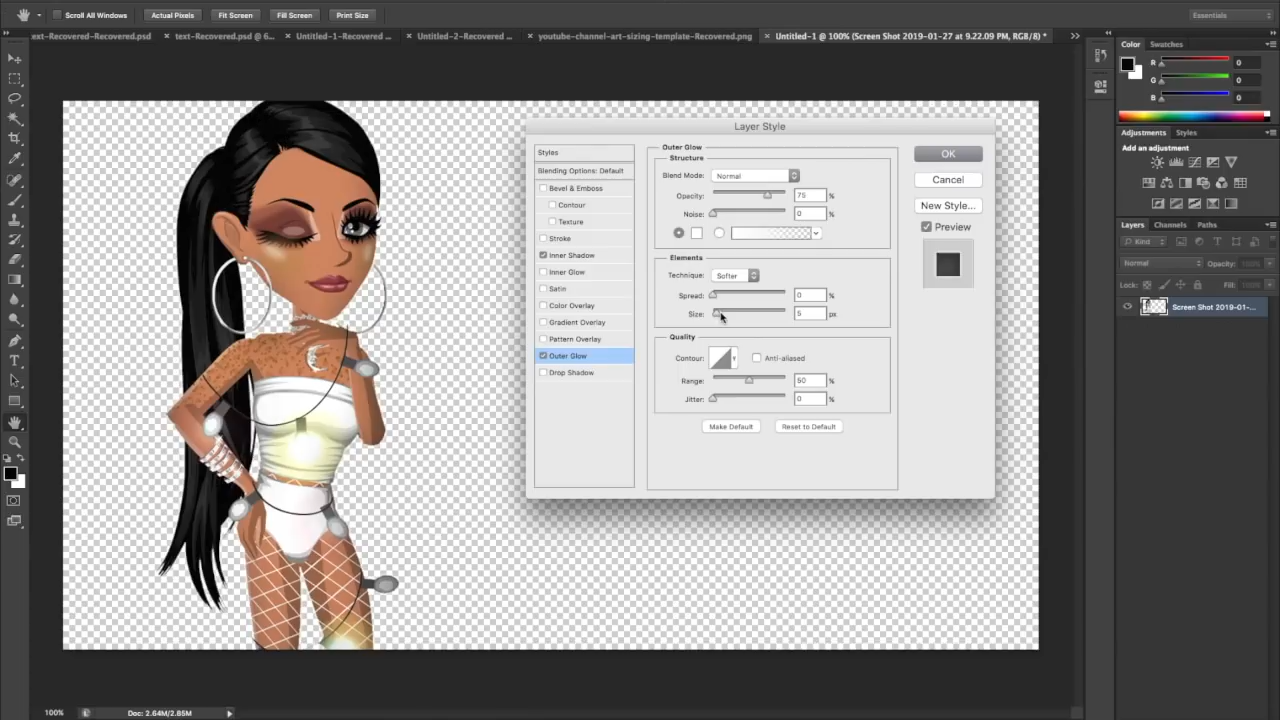 Scroll All Windows
Actual Pixels
Fit Screen
Fill Screen
Print Size
Essentials
ext-Recovered-Recovered.psd
text-Recovered.psd @ 6...
Untitled-1-Recovered ...
Untitled-2-Recovered ...
youtube-channel-art-sizing-template-Recovered.png
Untitled-1 @ 100% (Screen Shot 2019-01-27 at 9.22.09 PM, RGB/8) *
Layer Style
Styles
Blending Options: Default
Bevel & Emboss
Contour
Texture
Stroke
Inner Shadow
Inner Glow
Satin
Color Overlay
Gradient Overlay
Pattern Overlay
Outer Glow
Drop Shadow
Outer Glow
Structure
Blend Mode: Normal
Opacity: 75 %
Noise: 0 %
Elements
Technique: Softer
Spread: 0 %
Size: 5 px
Quality
Contour: Anti-aliased
Range: 50 %
Jitter: 0 %
Make Default
Reset to Default
OK
Cancel
New Style...
Preview
Color
Swatches
R 0
G 0
B 0
Adjustments
Styles
Add an adjustment
Layers
Channels
Paths
Kind
Normal
Opacity: 100%
Lock:
Fill: 100%
Screen Shot 2019-01-...
100%
Doc: 2.64M/2.85M